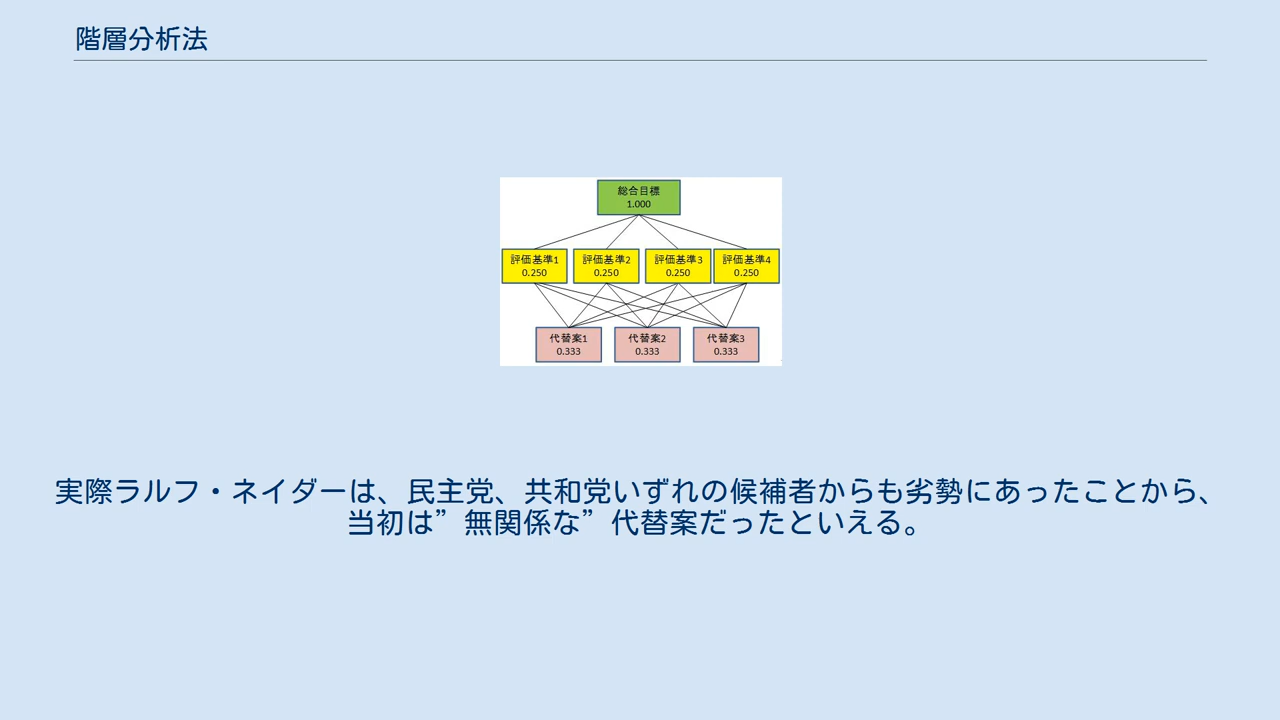 階層分析法
総合目標
1.000
評価基準1
0.250
評価基準2
0.250
評価基準3
0.250
評価基準4
0.250
代替案1
0.333
代替案2
0.333
代替案3
0.333
実際ラルフ・ネイダーは、民主党、共和党いずれの候補者からも劣勢にあったことから、
当初は”無関係な”代替案だったといえる。